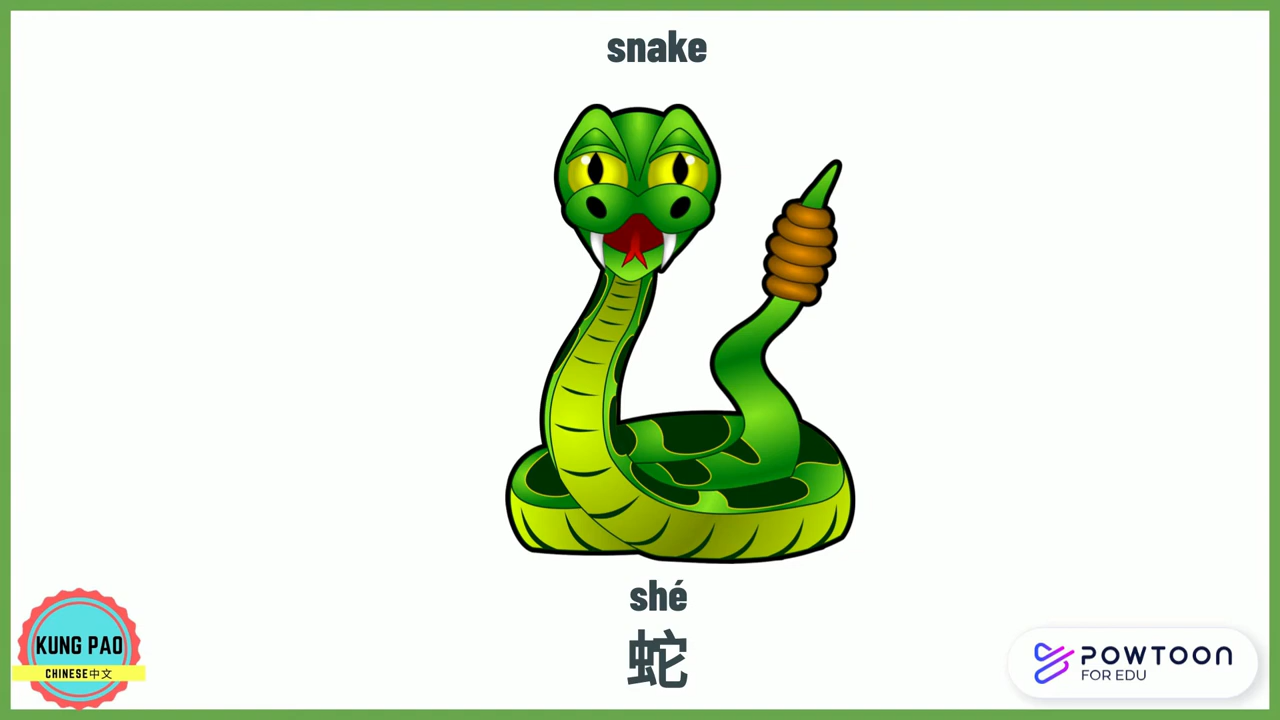 snake
shé
蛇
KUNG PAO
CHINESE中文
POWTOON
FOR EDU